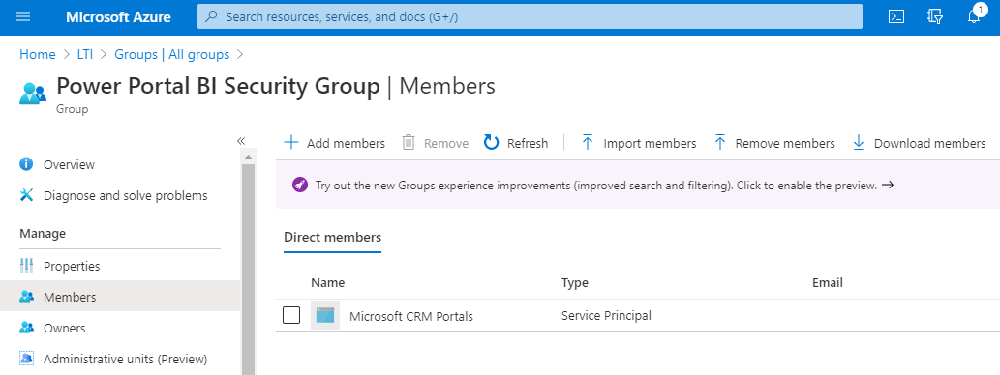 Microsoft Azure
Search resources, services, and docs (G+/)
1
Home > LTI > Groups | All groups >
Power Portal BI Security Group | Members
Group
«
Overview
Diagnose and solve problems
Manage
Properties
Members
Owners
Administrative units (Preview)
Add members Remove Refresh Import members Remove members Download members
Try out the new Groups experience improvements (improved search and filtering). Click to enable the preview. →
Direct members
Name Type Email
Microsoft CRM Portals Service Principal